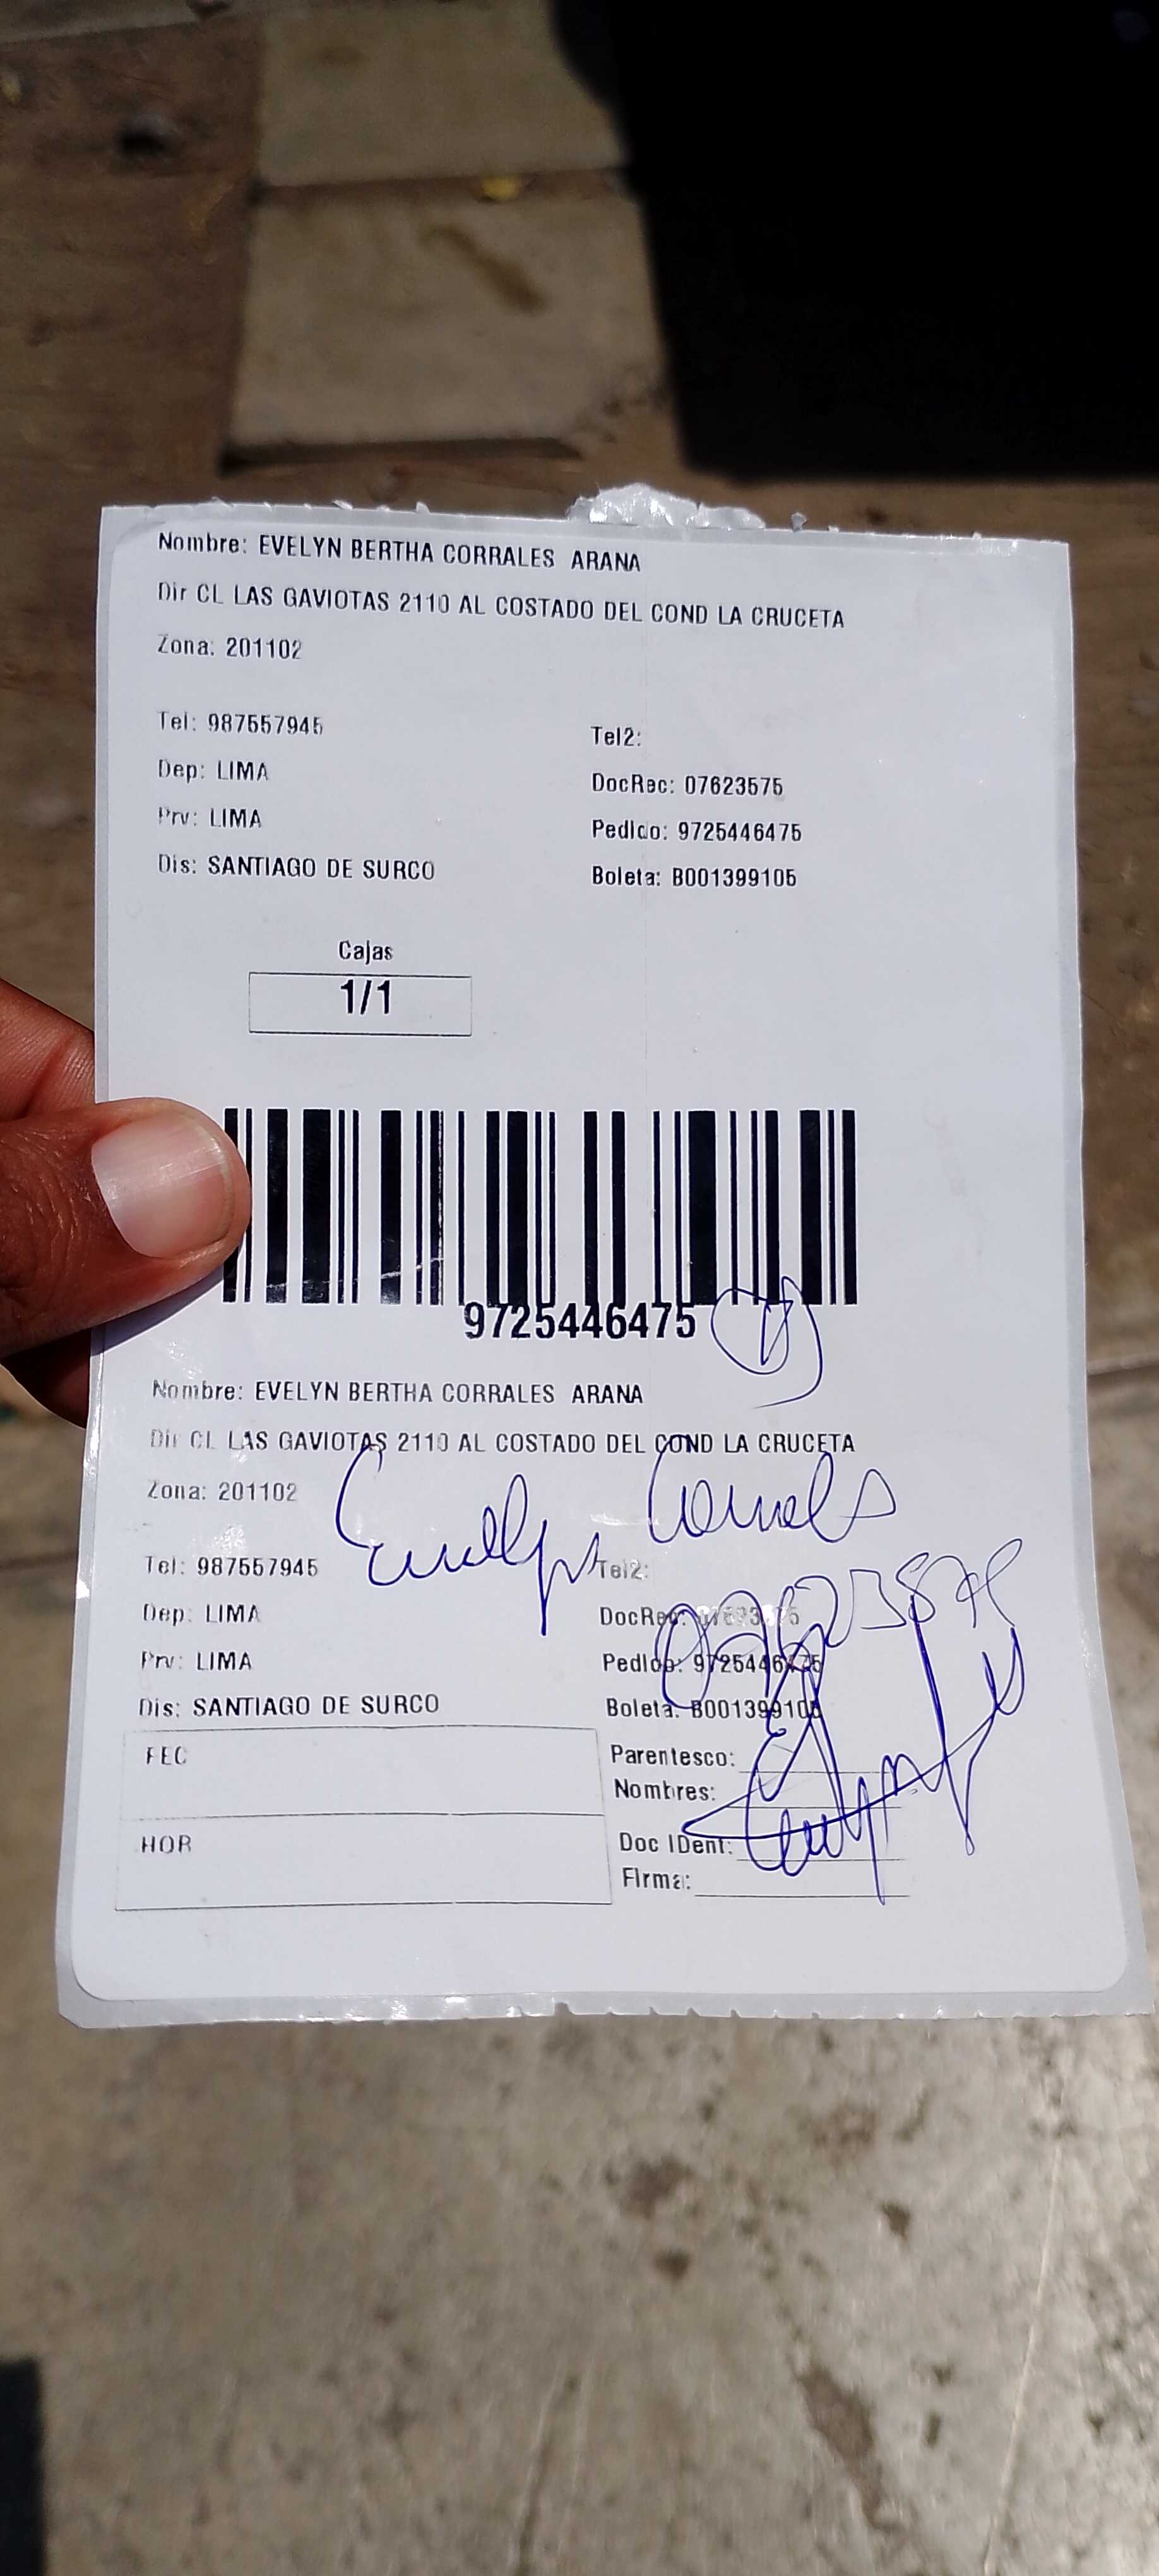 Nombre: EVELYN BERTHA CORRALES ARANA
Dir CL LAS GAVIOTAS 2110 AL COSTADO DEL COND LA CRUCETA
Zona: 201102
Tel: 987557945
Tel2:
Dep: LIMA
DocRec: 07623575
Prv: LIMA
Pedido: 9725446475
Dis: SANTIAGO DE SURCO
Boleta: B001399105
Cajas
1/1
9725446475
Nombre: EVELYN BERTHA CORRALES ARANA
Dir CL LAS GAVIOTAS 2110 AL COSTADO DEL COND LA CRUCETA
Zona: 201102
Evelyn Corrales
Tel: 987557945
Tel2:
Dep: LIMA
DocRec:
Prv: LIMA
Pedido: 9725446475
Dis: SANTIAGO DE SURCO
Boleta: B001399105
FEC
Parentesco:
Nombres:
HOR
Doc IDent:
Firma: